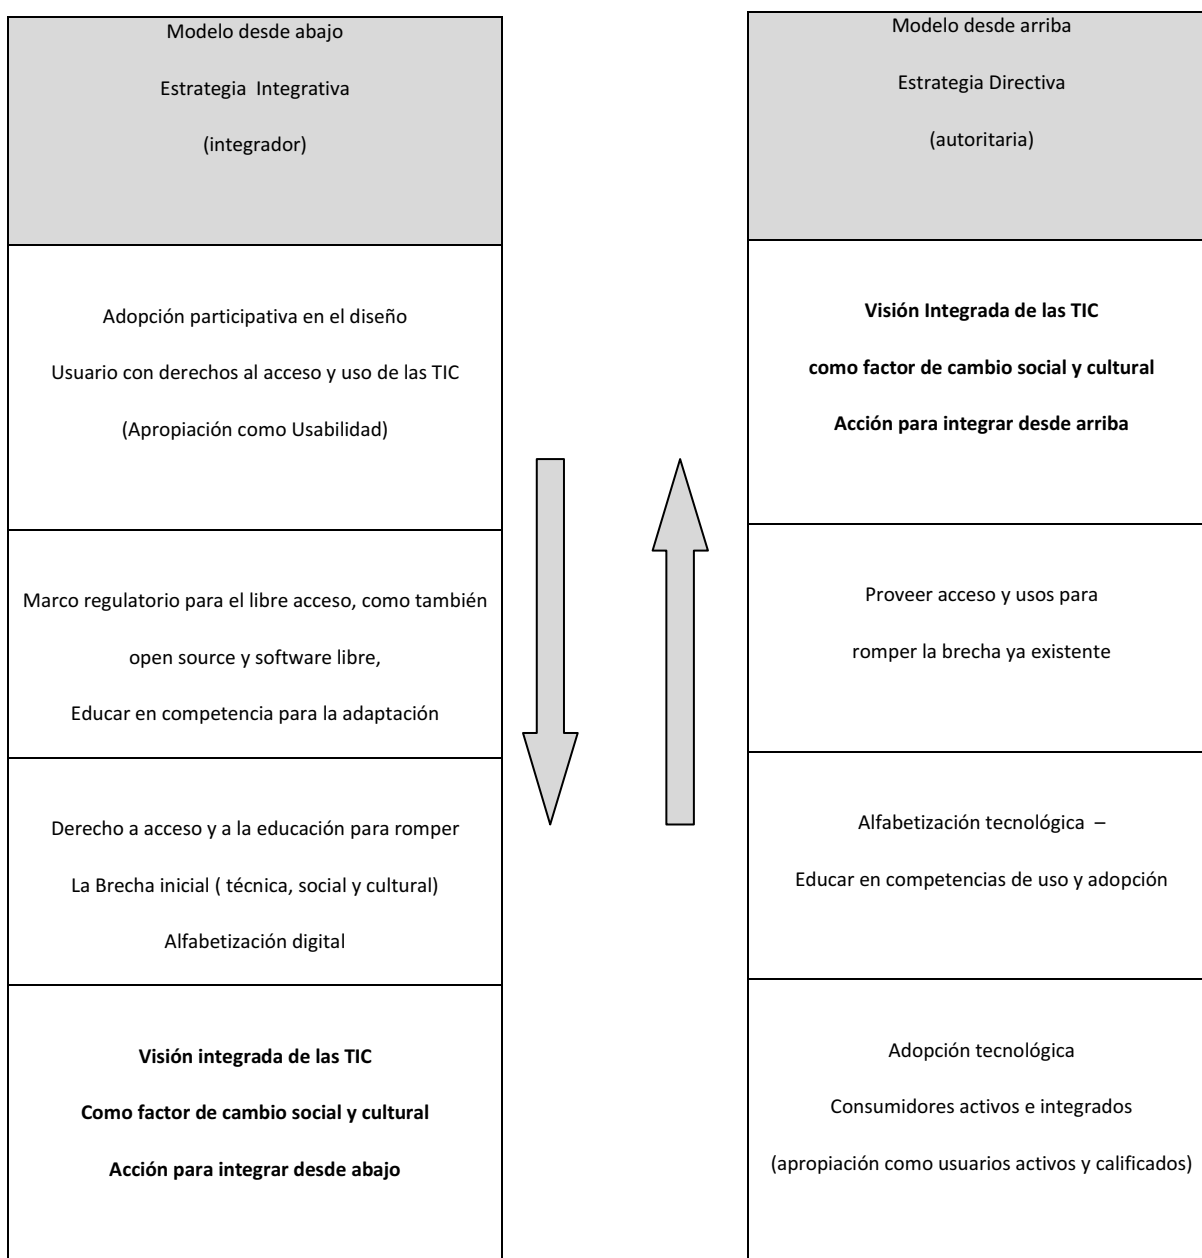 Modelo desde abajo
Estrategia Integrativa
(integrador)
Adopción participativa en el diseño
Usuario con derechos al acceso y uso de las TIC
(Apropiación como Usabilidad)
Marco regulatorio para el libre acceso, como también
open source y software libre,
Educar en competencia para la adaptación
Derecho a acceso y a la educación para romper
La Brecha inicial ( técnica, social y cultural)
Alfabetización digital
Visión integrada de las TIC
Como factor de cambio social y cultural
Acción para integrar desde abajo
Modelo desde arriba
Estrategia Directiva
(autoritaria)
Visión Integrada de las TIC
como factor de cambio social y cultural
Acción para integrar desde arriba
Proveer acceso y usos para
romper la brecha ya existente
Alfabetización tecnológica –
Educar en competencias de uso y adopción
Adopción tecnológica
Consumidores activos e integrados
(apropiación como usuarios activos y calificados)